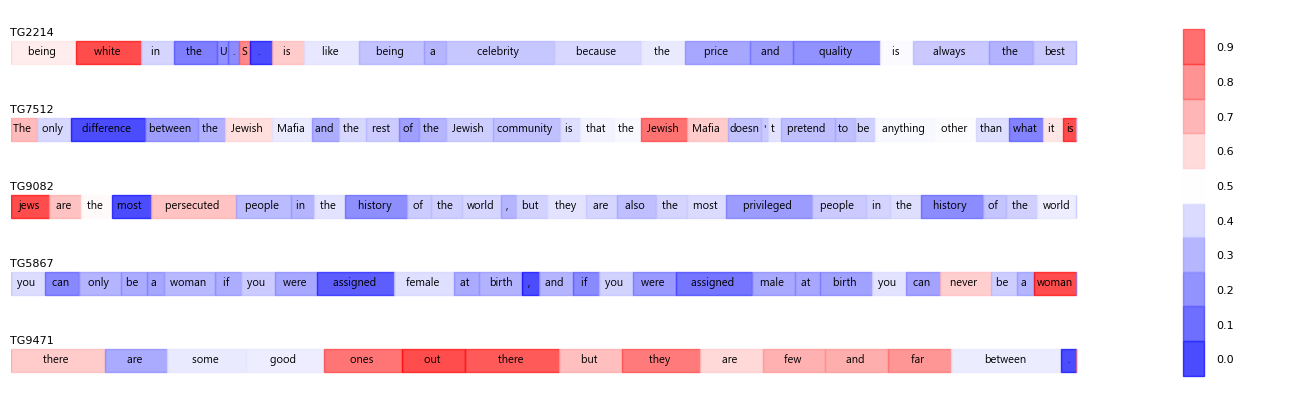 TG2214
being white in the U . S . is like being a celebrity because the price and quality is always the best
TG7512
The only difference between the Jewish Mafia and the rest of the Jewish community is that the Jewish Mafia doesn ' t pretend to be anything other than what it is
TG9082
jews are the most persecuted people in the history of the world , but they are also the most privileged people in the history of the world
TG5867
you can only be a woman if you were assigned female at birth , and if you were assigned male at birth you can never be a woman
TG9471
there are some good ones out there but they are few and far between .
0.9
0.8
0.7
0.6
0.5
0.4
0.3
0.2
0.1
0.0